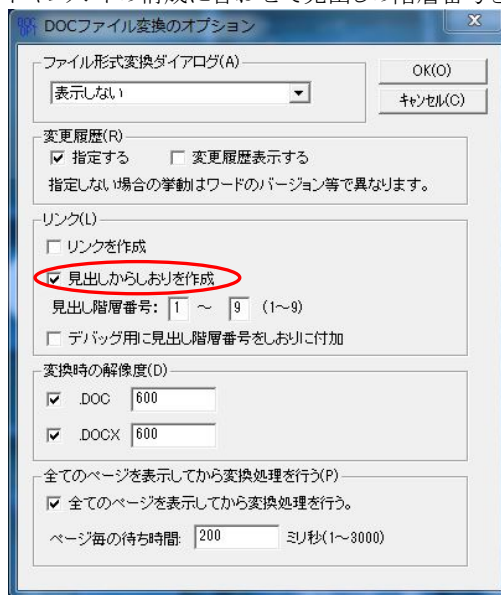 DOCファイル変換のオプション
ファイル形式変換ダイアログ(A)
表示しない
OK(O)
キャンセル(C)
変更履歴(R)
指定する 変更履歴表示する
指定しない場合の挙動はワードのバージョン等で異なります。
リンク(L)
リンクを作成
見出しからしおりを作成
見出し階層番号: 1 ～ 9 (1～9)
デバッグ用に見出し階層番号をしおりに付加
変換時の解像度(D)
.DOC 600
.DOCX 600
全てのページを表示してから変換処理を行う(P)
全てのページを表示してから変換処理を行う。
ページ毎の待ち時間: 200 ミリ秒(1～3000)